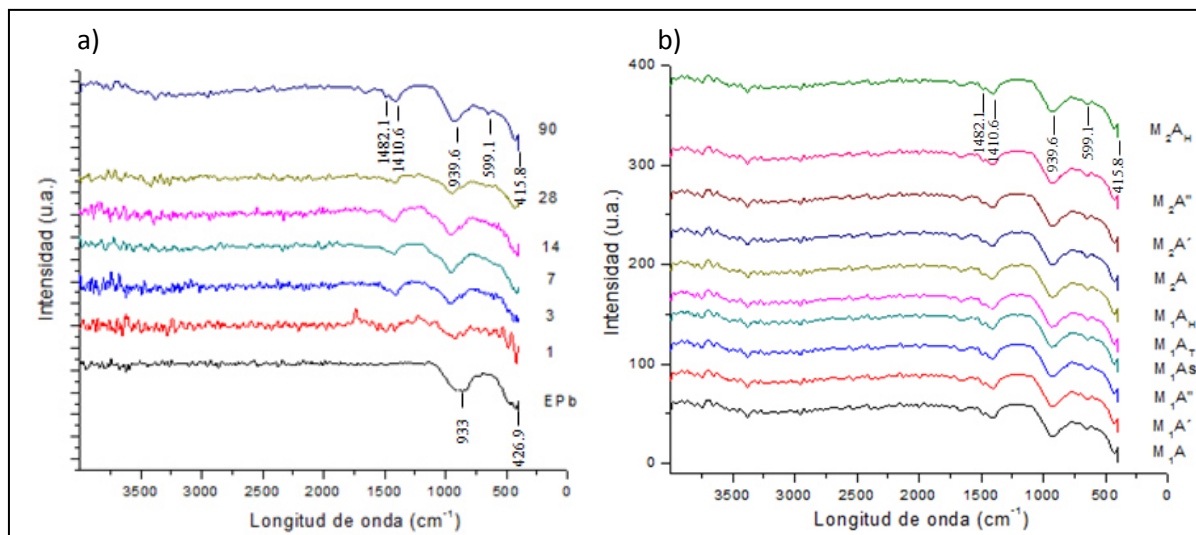 a)
Intensidad (u.a.)
1482.1
1410.6
939.6
599.1
415.8
90
28
14
7
3
1
EPb
933
426.9
3500 3000 2500 2000 1500 1000 500 0
Longitud de onda (cm⁻¹)
b)
Intensidad (u.a.)
400
300
200
100
0
1482.1
1410.6
939.6
599.1
415.8
M₂A_H
M₂A"
M₂A´
M₂A
M₁A_H
M₁A_T
M₁As
M₁A"
M₁A´
M₁A
3500 3000 2500 2000 1500 1000 500 0
Longitud de onda (cm⁻¹)